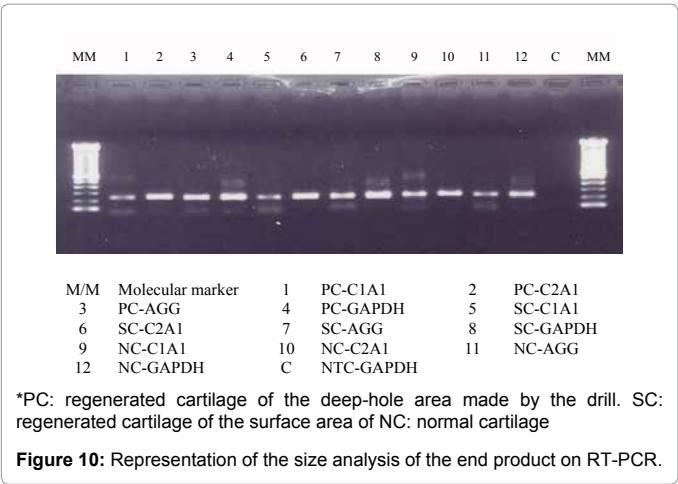 MM 1 2 3 4 5 6 7 8 9 10 11 12 C MM
M/M Molecular marker 1 PC-C1A1 2 PC-C2A1
3 PC-AGG 4 PC-GAPDH 5 SC-C1A1
6 SC-C2A1 7 SC-AGG 8 SC-GAPDH
9 NC-C1A1 10 NC-C2A1 11 NC-AGG
12 NC-GAPDH C NTC-GAPDH
*PC: regenerated cartilage of the deep-hole area made by the drill. SC:
regenerated cartilage of the surface area of NC: normal cartilage
Figure 10: Representation of the size analysis of the end product on RT-PCR.